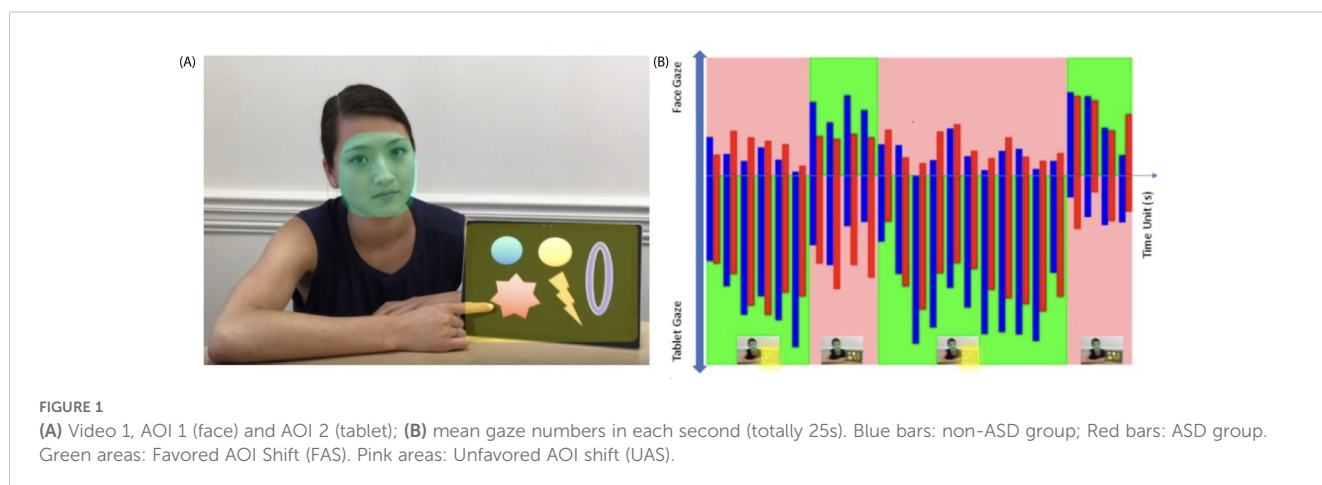 (A)
(B)
Face Gaze
Tablet Gaze
Time Unit (s)
FIGURE 1
(A) Video 1, AOI 1 (face) and AOI 2 (tablet); (B) mean gaze numbers in each second (totally 25s). Blue bars: non-ASD group; Red bars: ASD group.
Green areas: Favored AOI Shift (FAS). Pink areas: Unfavored AOI shift (UAS).